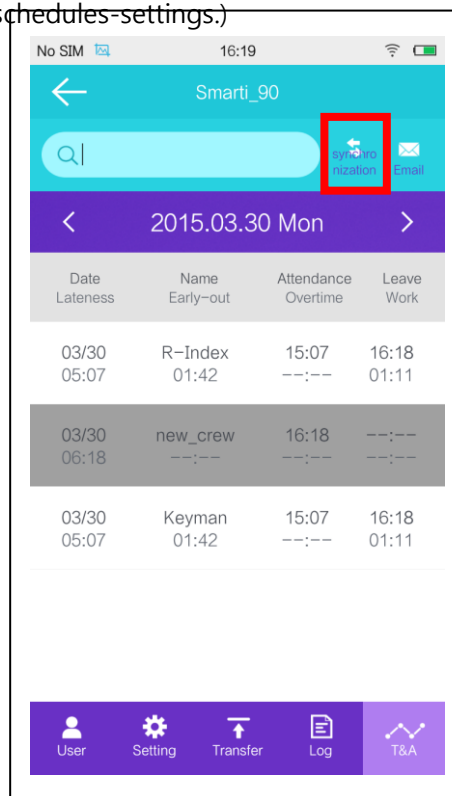 schedules-settings.)
No SIM 16:19
Smarti_90
synchro
nization Email
< 2015.03.30 Mon >
Date Name Attendance Leave
Lateness Early-out Overtime Work
03/30 R-Index 15:07 16:18
05:07 01:42 --:-- 01:11
03/30 new_crew 16:18 --:--
06:18 --:-- --:-- --:--
03/30 Keyman 15:07 16:18
05:07 01:42 --:-- 01:11
User Setting Transfer Log T&A